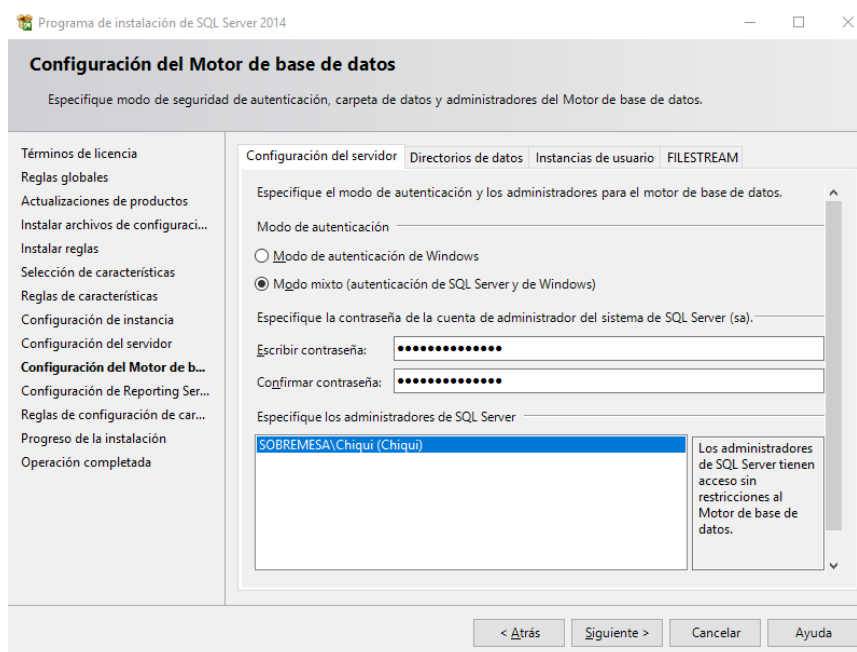 Programa de instalación de SQL Server 2014
Configuración del Motor de base de datos
Especifique modo de seguridad de autenticación, carpeta de datos y administradores del Motor de base de datos.
Términos de licencia
Reglas globales
Actualizaciones de productos
Instalar archivos de configuraci...
Instalar reglas
Selección de características
Reglas de características
Configuración de instancia
Configuración del servidor
Configuración del Motor de b...
Configuración de Reporting Ser...
Reglas de configuración de car...
Progreso de la instalación
Operación completada
Configuración del servidor Directorios de datos Instancias de usuario FILESTREAM
Especifique el modo de autenticación y los administradores para el motor de base de datos.
Modo de autenticación
Modo de autenticación de Windows
Modo mixto (autenticación de SQL Server y de Windows)
Especifique la contraseña de la cuenta de administrador del sistema de SQL Server (sa).
Escribir contraseña: ●●●●●●●●●●●●●●
Confirmar contraseña: ●●●●●●●●●●●●●●
Especifique los administradores de SQL Server
SOBREMESA\Chiqui (Chiqui)
Los administradores
de SQL Server tienen
acceso sin
restricciones al
Motor de base de
datos.
< Atrás Siguiente > Cancelar Ayuda